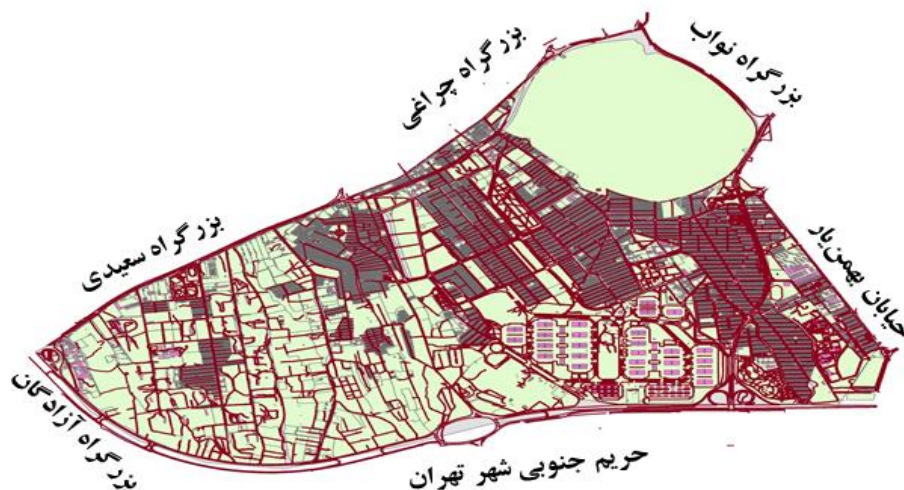 بزرگراه نواب
بزرگراه چراغی
خیابان بهمن‌یار
بزرگراه سعیدی
بزرگراه آزادگان
حریم جنوبی شهر تهران